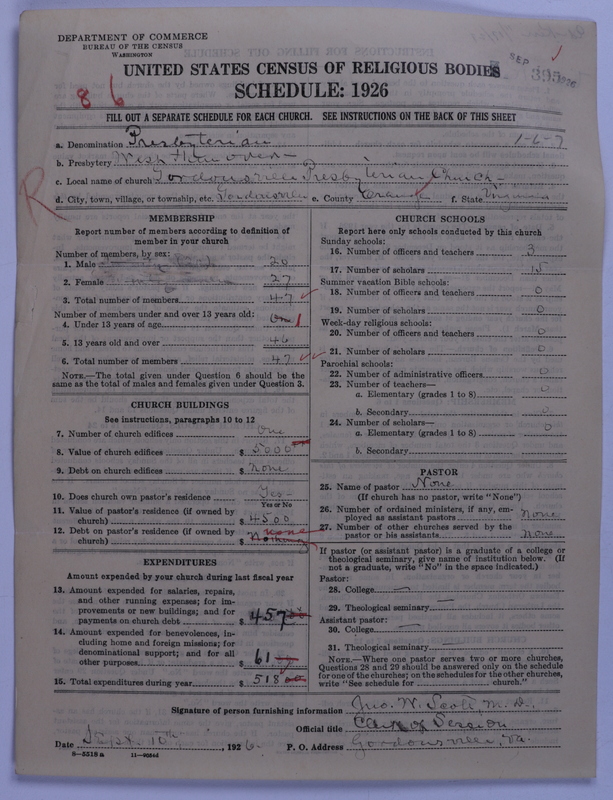 DEPARTMENT OF COMMERCE
BUREAU OF THE CENSUS
WASHINGTON
SEP
395
UNITED STATES CENSUS OF RELIGIOUS BODIES
SCHEDULE: 1926
8 6
FILL OUT A SEPARATE SCHEDULE FOR EACH CHURCH. SEE INSTRUCTIONS ON THE BACK OF THIS SHEET
a. Denomination Presbyterian 1-6-7
b. Presbytery West Hanover
c. Local name of church Gordonsville Presbyterian Church
d. City, town, village, or township, etc. Gordonsville e. County Orange f. State Virginia
R
MEMBERSHIP
Report number of members according to definition of
member in your church
Number of members, by sex:
1. Male 20
2. Female 27
3. Total number of members 47
Number of members under and over 13 years old:
4. Under 13 years of age One 1
5. 13 years old and over 46
6. Total number of members 47
NOTE.—The total given under Question 6 should be
same as the total of males and females given under Question 3.
CHURCH BUILDINGS
See instructions, paragraphs 10 to 12
7. Number of church edifices One
8. Value of church edifices $ 5000
9. Debt on church edifices $ None
10. Does church own pastor's residence Yes
Yes or No
11. Value of pastor's residence (if owned by
church) $ 4500
12. Debt on pastor's residence (if owned by none
church) $ Nothing
EXPENDITURES
Amount expended by your church during last fiscal year
13. Amount expended for salaries, repairs,
and other running expenses; for im-
provements or new buildings; and for
payments on church debt $ 457
14. Amount expended for benevolences, in-
cluding home and foreign missions; for
denominational support; and for all
other purposes $ 61
15. Total expenditures during year $ 518
CHURCH SCHOOLS
Report here only schools conducted by this church
Sunday schools:
16. Number of officers and teachers 3
17. Number of scholars 15
Summer vacation Bible schools:
18. Number of officers and teachers 0
19. Number of scholars 0
Week-day religious schools:
20. Number of officers and teachers 0
21. Number of scholars 0
Parochial schools:
22. Number of administrative officers 0
23. Number of teachers—
a. Elementary (grades 1 to 8) 0
b. Secondary 0
24. Number of scholars—
a. Elementary (grades 1 to 8) 0
b. Secondary
PASTOR
25. Name of pastor None
(If church has no pastor, write "None")
26. Number of ordained ministers, if any, em-
ployed as assistant pastors None
27. Number of other churches served by the
pastor or his assistants None
If pastor (or assistant pastor) is a graduate of a college or
theological seminary, give name of institution below. (If
not a graduate, write "No" in the space indicated.)
Pastor:
28. College —
29. Theological seminary —
Assistant pastor:
30. College —
31. Theological seminary —
NOTE.—Where one pastor serves two or more churches,
Questions 28 and 29 should be answered only on the schedule
for one of the churches; on the schedules for the other churches,
write "See schedule for church."
Signature of person furnishing information Jno. W. Scott M.D.
Official title Clerk of Session
Date Sept. 10th, 1926. P. O. Address Gordonsville, Va.
8—5518 a